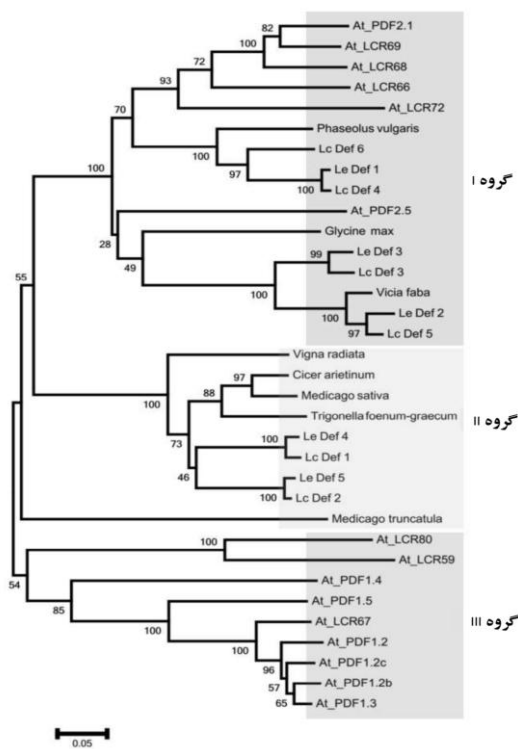 82
At_PDF2.1
100
At_LCR69
72
At_LCR68
93
At_LCR66
70
At_LCR72
Phaseolus vulgaris
100
Lc Def 6
97
Le Def 1
100
Lc Def 4
گروه I
100
At_PDF2.5
28
Glycine max
49
99
Le Def 3
Lc Def 3
55
100
Vicia faba
100
Le Def 2
97
Lc Def 5
Vigna radiata
97
Cicer arietinum
88
Medicago sativa
100
Trigonella foenum-graecum
گروه II
73
100
Le Def 4
Lc Def 1
46
Le Def 5
100
Lc Def 2
Medicago truncatula
100
At_LCR80
At_LCR59
54
At_PDF1.4
85
At_PDF1.5
گروه III
100
At_LCR67
100
At_PDF1.2
96
At_PDF1.2c
57
At_PDF1.2b
65
At_PDF1.3
0.05